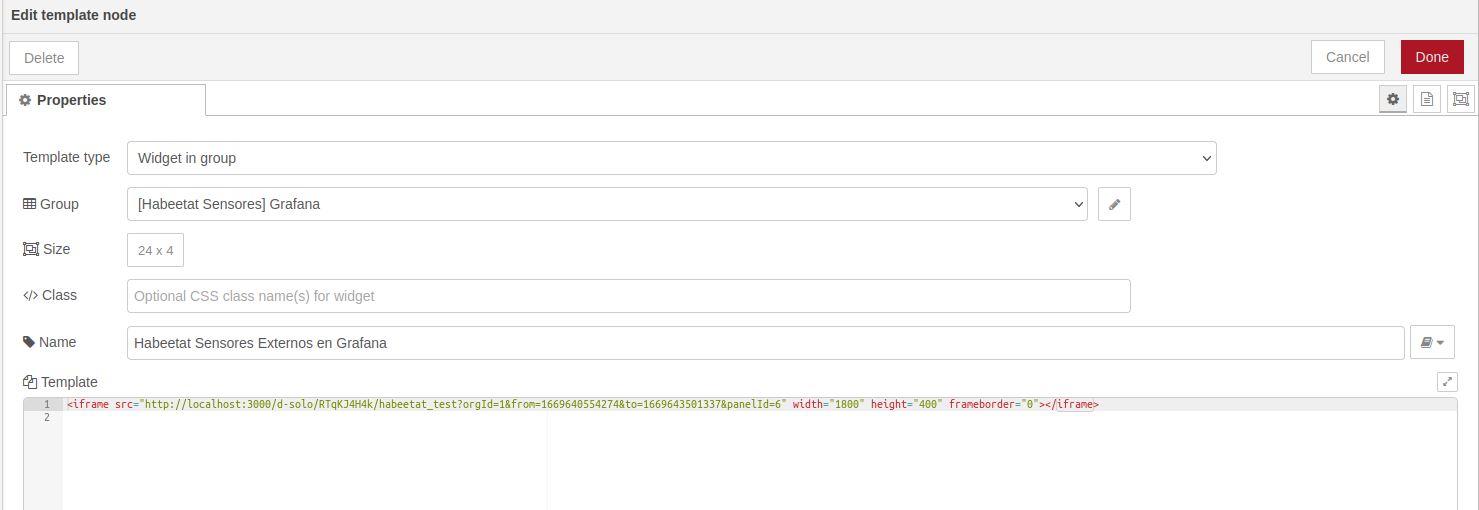 Edit template node
Delete
Cancel
Done
Properties
Template type
Widget in group
Group
[Habeetat Sensores] Grafana
Size
24 x 4
Class
Optional CSS class name(s) for widget
Name
Habeetat Sensores Externos en Grafana
Template
1 <iframe src="http://localhost:3000/d-solo/RTqKJ4H4k/habeetat_test?orgId=1&from=1669640554274&to=1669643501337&panelId=6" width="1800" height="400" frameborder="0"></iframe>
2